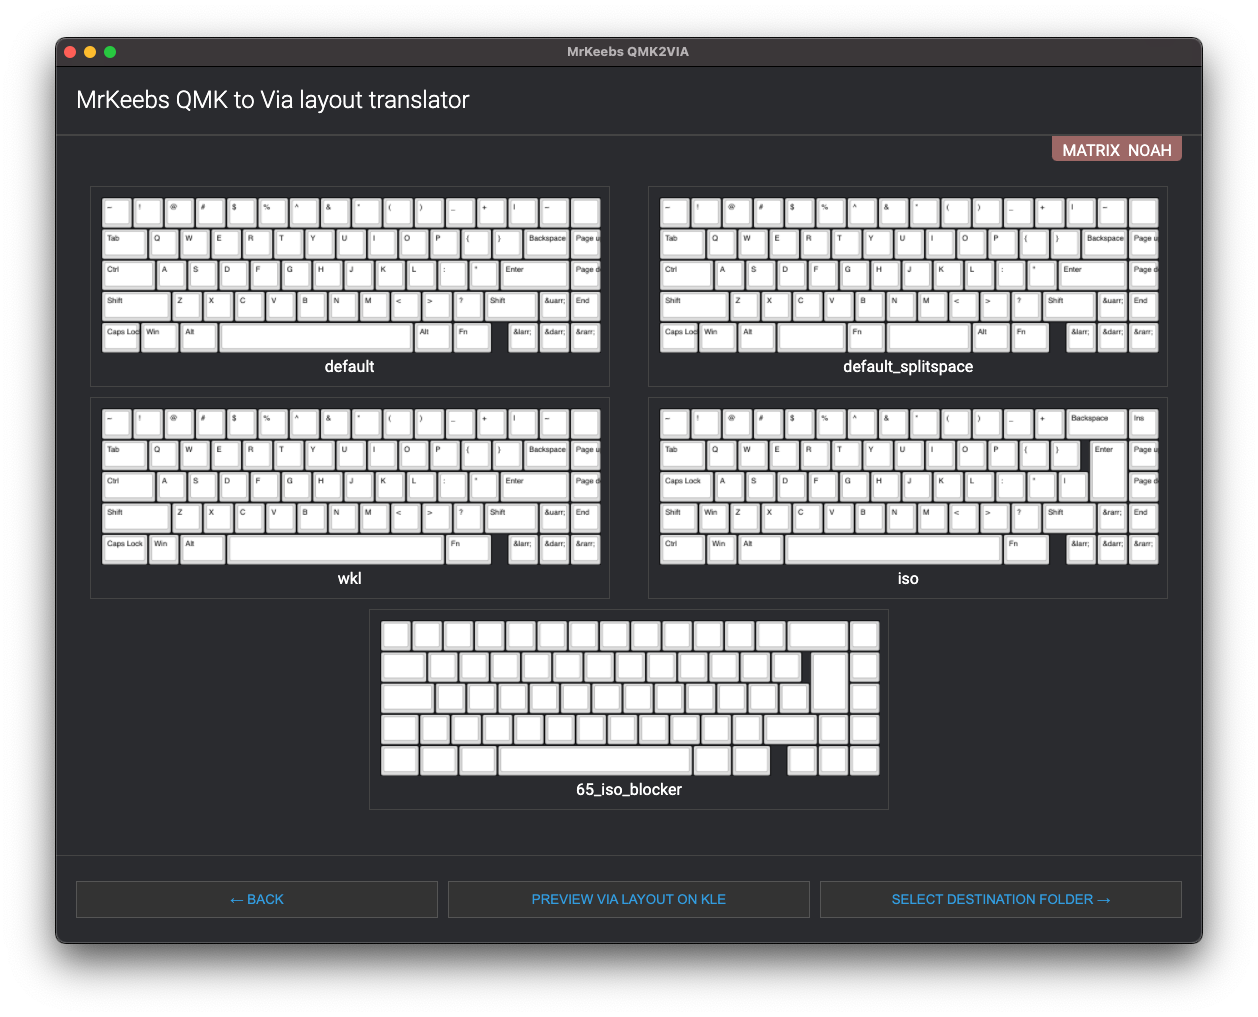 MrKeebs QMK2VIA
MrKeebs QMK to Via layout translator
MATRIX NOAH
~ ! @ # $ % ^ & * ( ) _ + | ~
Tab Q W E R T Y U I O P { } Backspace Page u
Ctrl A S D F G H J K L : " Enter Page d
Shift Z X C V B N M < > ? Shift &uarr; End
Caps Loc Win Alt Alt Fn &larr; &darr; &rarr;
default
~ ! @ # $ % ^ & * ( ) _ + | ~
Tab Q W E R T Y U I O P { } Backspace Page u
Ctrl A S D F G H J K L : " Enter Page d
Shift Z X C V B N M < > ? Shift &uarr; End
Caps Loc Win Alt Fn Alt Fn &larr; &darr; &rarr;
default_splitspace
~ ! @ # $ % ^ & * ( ) _ + | ~
Tab Q W E R T Y U I O P { } Backspace Page u
Ctrl A S D F G H J K L : " Enter Page d
Shift Z X C V B N M < > ? Shift &uarr; End
Caps Lock Win Alt Fn &larr; &darr; &rarr;
wkl
~ ! @ # $ % ^ & * ( ) _ + Backspace Ins
Tab Q W E R T Y U I O P { } Enter Page u
Caps Lock A S D F G H J K L : " | Page d
Shift Win Z X C V B N M < > ? Shift &rarr; End
Ctrl Win Alt Fn &larr; &darr; &rarr;
iso
65_iso_blocker
← BACK
PREVIEW VIA LAYOUT ON KLE
SELECT DESTINATION FOLDER →